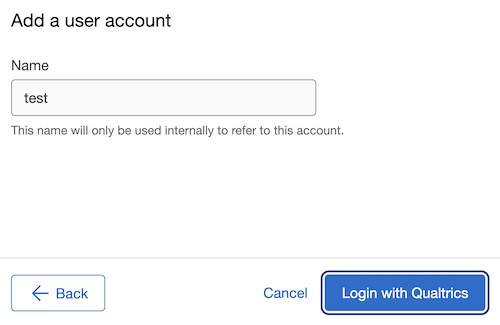 Add a user account
Name
test
This name will only be used internally to refer to this account.
Back
Cancel
Login with Qualtrics